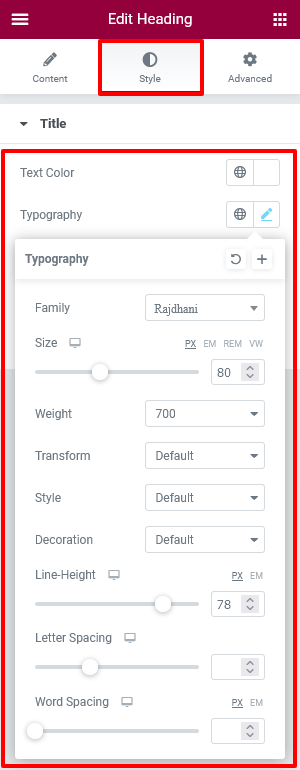 Edit Heading
Content Style Advanced
Title
Text Color
Typography
Typography
Family Rajdhani
Size PX EM REM VW
80
Weight 700
Transform Default
Style Default
Decoration Default
Line-Height PX EM
78
Letter Spacing
Word Spacing PX EM